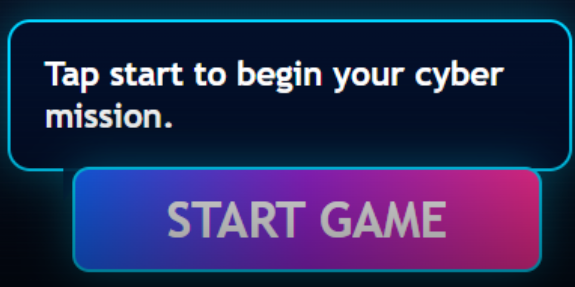 Tap start to begin your cyber
mission.
START GAME